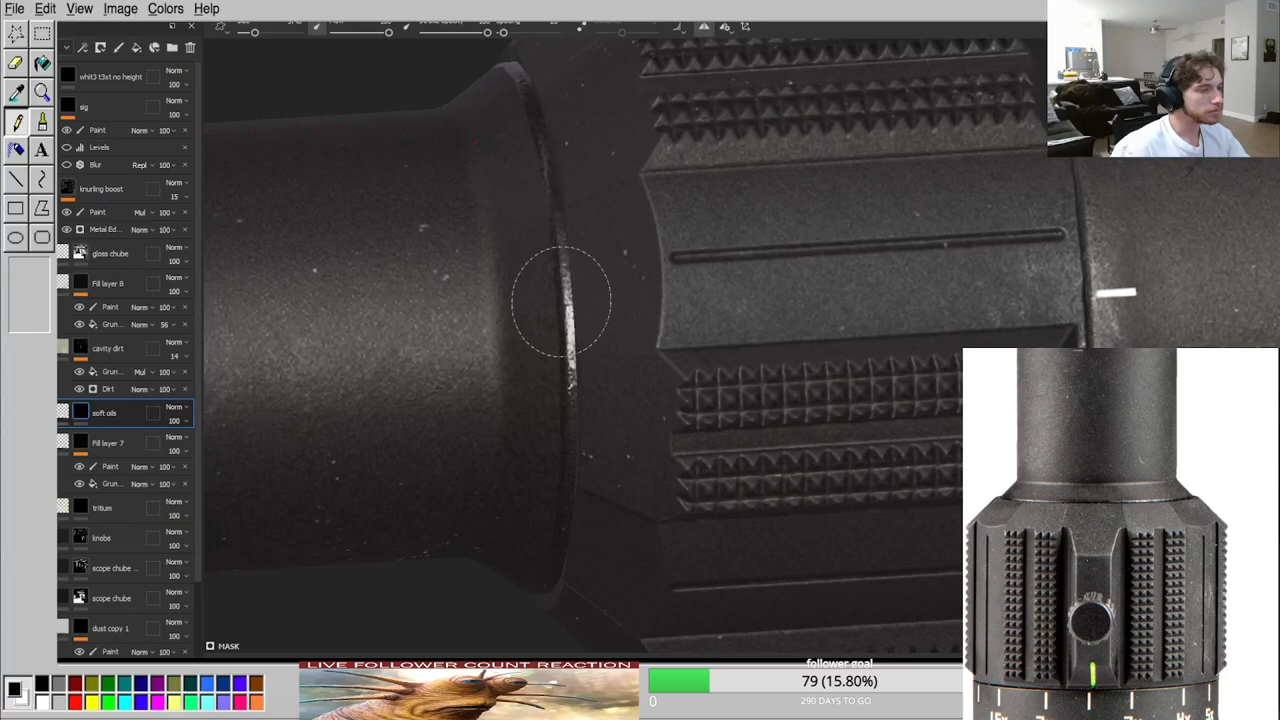 File Edit View Image Colors Help
whit3 t3xt no height Norm 100
sig Norm 100
Paint Norm 100
Levels
Blur Repl 100
knurling boost Norm 15
Paint Mul 100
Metal Ed... Norm 100
gloss chube Norm 100
Fill layer 8 Norm 100
Paint Norm 100
Grun... Norm 56
cavity dirt Norm 14
Grun... Mul 100
Dirt Norm 100
soft oils Norm 100
Fill layer 7 Norm 100
Paint Norm 100
Grun... Norm 100
tritium Norm 100
knobs Norm 100
scope chube ... Norm 100
scope chube Norm 100
dust copy 1 Norm 100
Paint Norm 100
MASK
LIVE FOLLOWER COUNT REACTION
follower goal
79 (15.80%)
0
290 DAYS TO GO